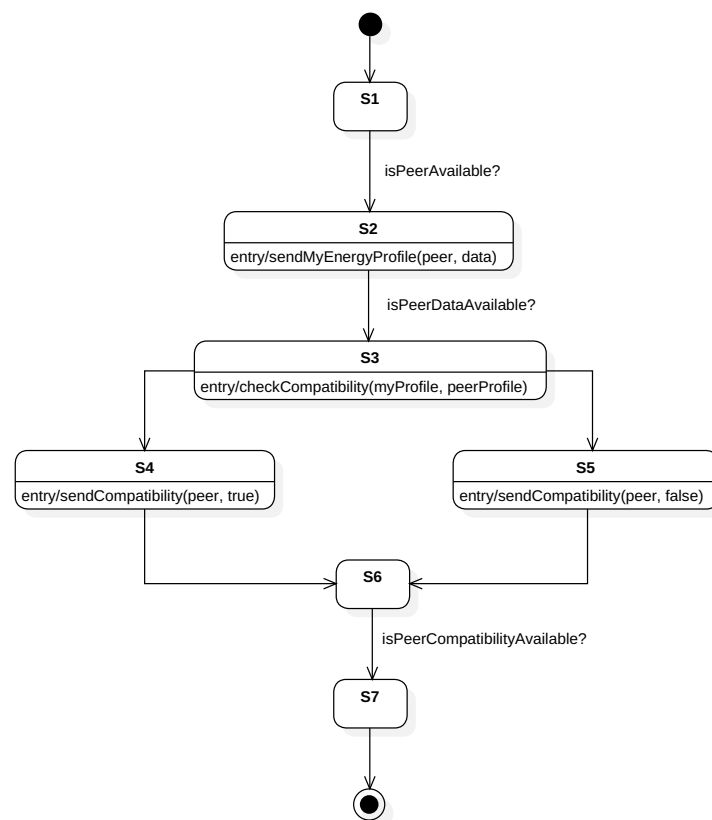 S1
isPeerAvailable?
S2
entry/sendMyEnergyProfile(peer, data)
isPeerDataAvailable?
S3
entry/checkCompatibility(myProfile, peerProfile)
S4
entry/sendCompatibility(peer, true)
S5
entry/sendCompatibility(peer, false)
S6
isPeerCompatibilityAvailable?
S7